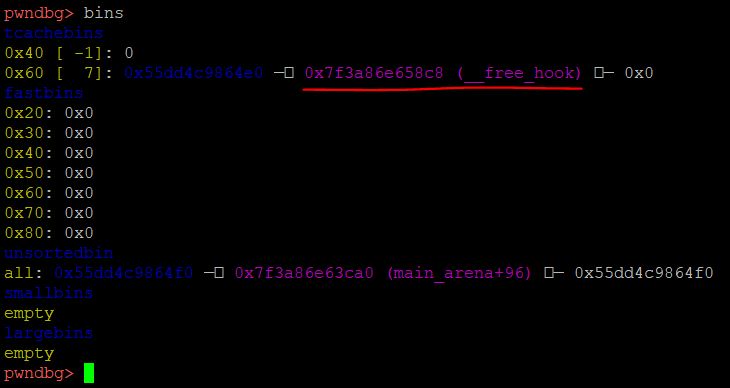 pwndbg> bins
tcachebins
0x40 [ -1]: 0
0x60 [  7]: 0x55dd4c9864e0 —▸ 0x7f3a86e658c8 (__free_hook) ◂— 0x0
fastbins
0x20: 0x0
0x30: 0x0
0x40: 0x0
0x50: 0x0
0x60: 0x0
0x70: 0x0
0x80: 0x0
unsortedbin
all: 0x55dd4c9864f0 —▸ 0x7f3a86e63ca0 (main_arena+96) ◂— 0x55dd4c9864f0
smallbins
empty
largebins
empty
pwndbg>